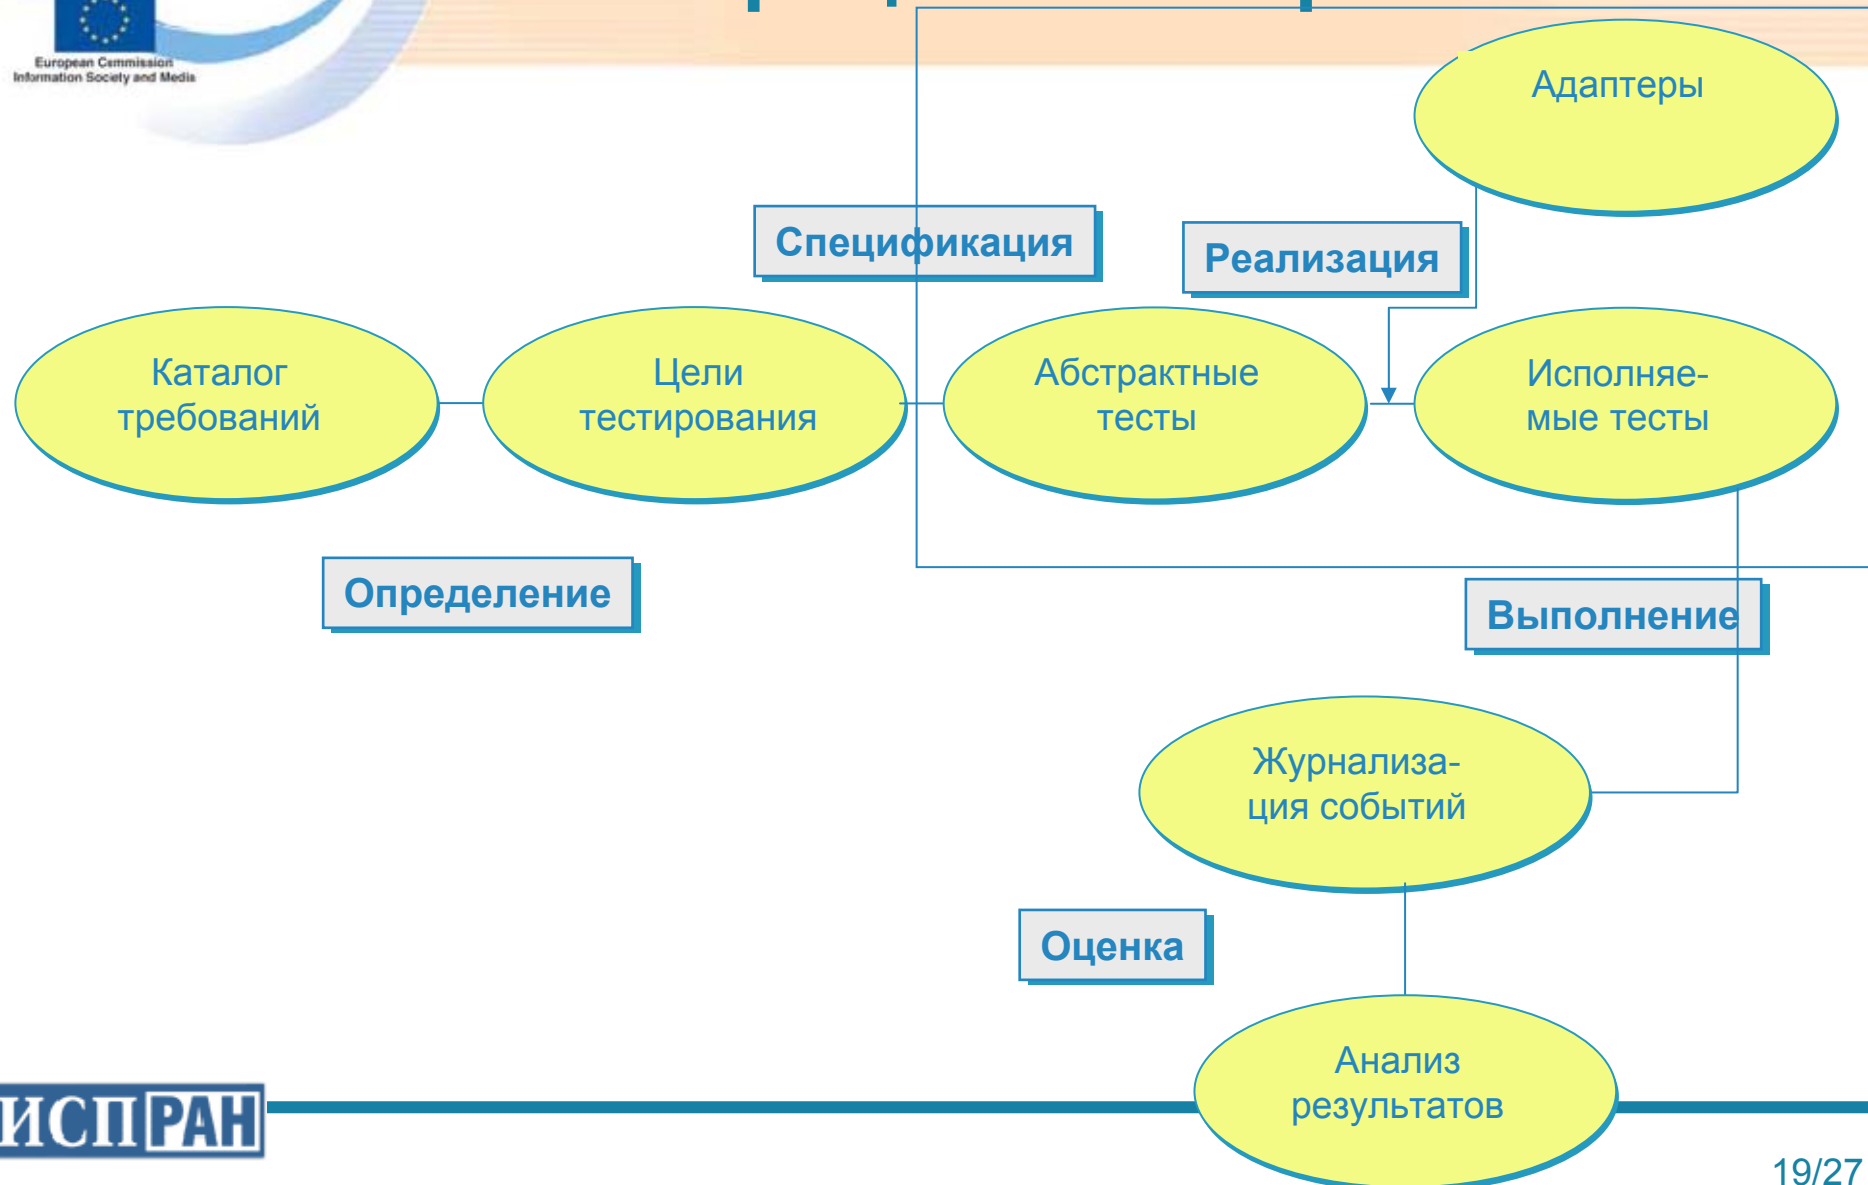 European Commission
Information Society and Media
Адаптеры
Спецификация
Реализация
Каталог
требований
Цели
тестирования
Абстрактные
тесты
Исполняе-
мые тесты
Определение
Выполнение
Журнализа-
ция событий
Оценка
Анализ
результатов
ИСП РАН
19/27